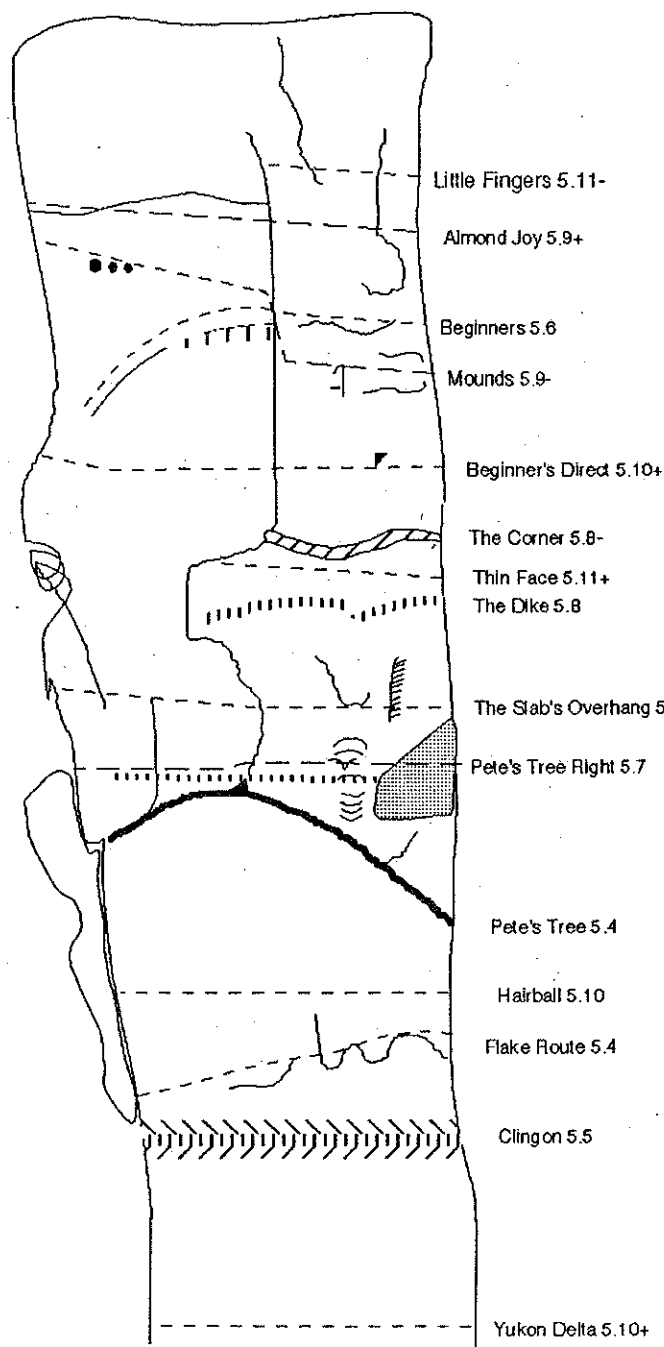 Little Fingers 5.11-
Almond Joy 5.9+
Beginners 5.6
Mounds 5.9-
Beginner's Direct 5.10+
The Corner 5.8-
Thin Face 5.11+
The Dike 5.8
The Slab's Overhang 5
Pete's Tree Right 5.7
Pete's Tree 5.4
Hairball 5.10
Flake Route 5.4
Clingon 5.5
Yukon Delta 5.10+